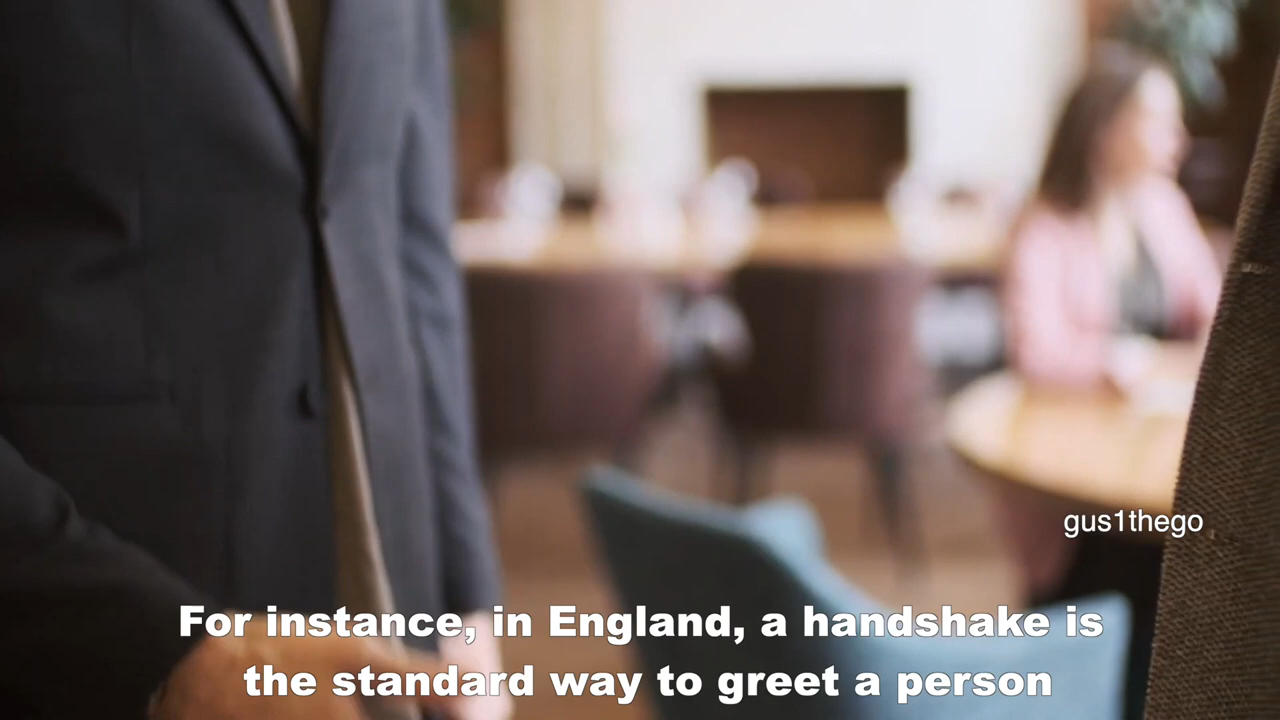 gus1thego
For instance, in England, a handshake is
the standard way to greet a person